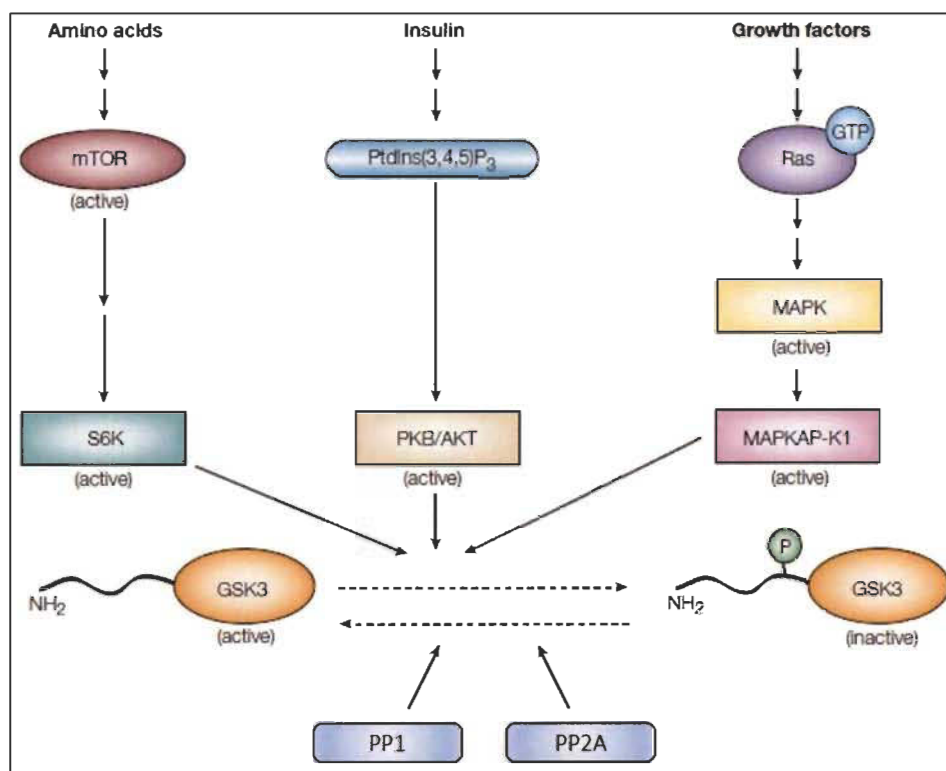 Amino acids
Insulin
Growth factors
mTOR
(active)
PtdIns(3,4,5)P3
GTP
Ras
MAPK
(active)
S6K
(active)
PKB/AKT
(active)
MAPKAP-K1
(active)
NH2
GSK3
(active)
P
NH2
GSK3
(inactive)
PP1
PP2A